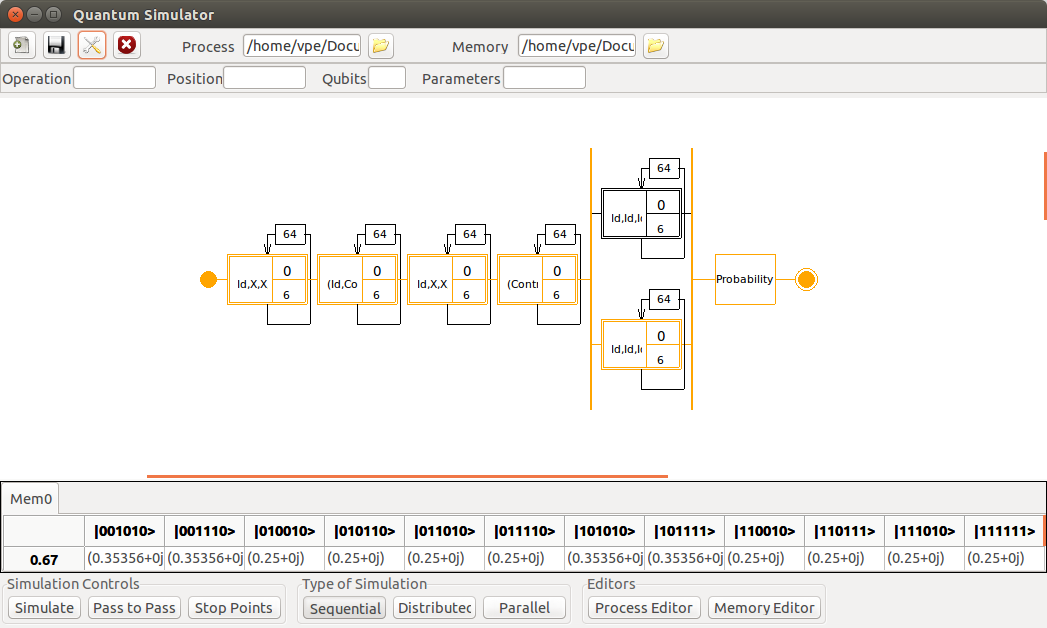 Quantum Simulator
Process /home/vpe/Docu Memory /home/vpe/Docu
Operation Position Qubits Parameters
64
64 64 64 64
0
Id,Id,Id
6
0 0 0 0
Id,X,X (Id,Co Id,X,X (Contr
6 6 6 6
Probability
64
0
Id,Id,Id
6
Mem0
|001010> |001110> |010010> |010110> |011010> |011110> |101010> |101111> |110010> |110111> |111010> |111111>
0.67 (0.35356+0j (0.35356+0j (0.25+0j) (0.25+0j) (0.25+0j) (0.25+0j) (0.35356+0j (0.35356+0j (0.25+0j) (0.25+0j) (0.25+0j) (0.25+0j)
Simulation Controls Type of Simulation Editors
Simulate Pass to Pass Stop Points Sequential Distributec Parallel Process Editor Memory Editor